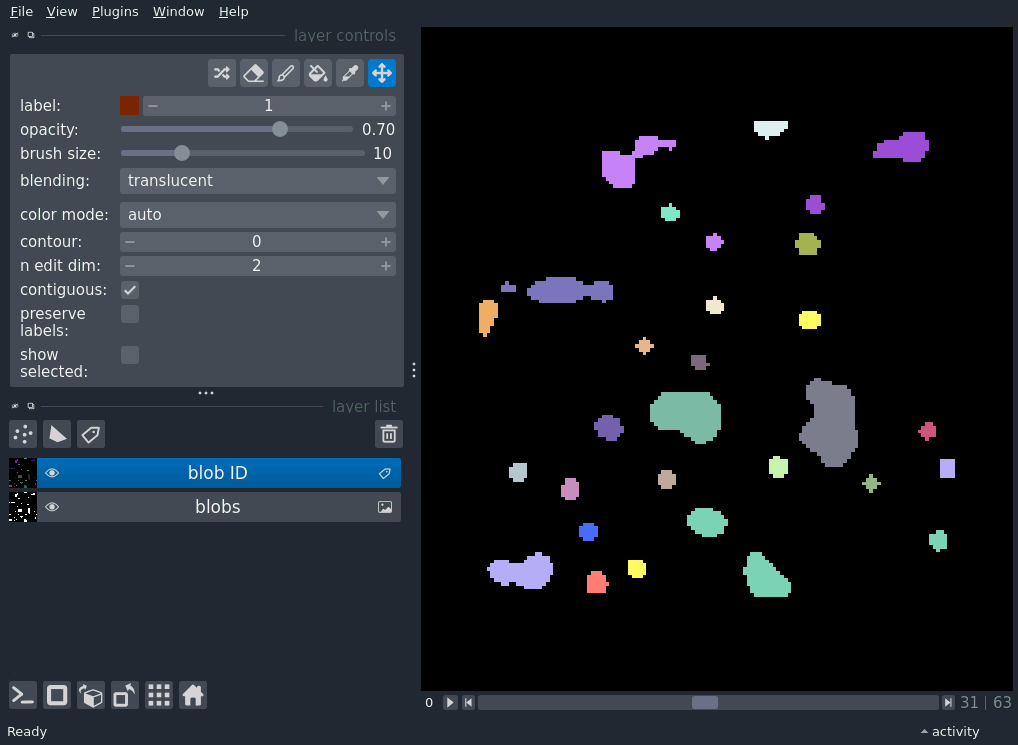 File View Plugins Window Help
layer controls
label: 1
opacity: 0.70
brush size: 10
blending: translucent
color mode: auto
contour: 0
n edit dim: 2
contiguous:
preserve
labels:
show
selected:
layer list
blob ID
blobs
0 31 | 63
Ready activity